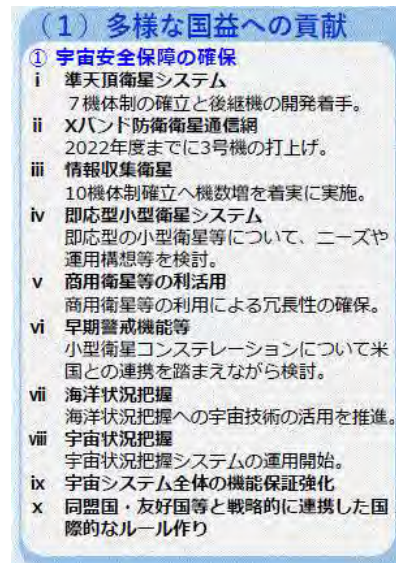 （１）多様な国益への貢献
① 宇宙安全保障の確保
ⅰ 準天頂衛星システム
７機体制の確立と後継機の開発着手。
ⅱ Xバンド防衛衛星通信網
2022年度までに3号機の打上げ。
ⅲ 情報収集衛星
10機体制確立へ機数増を着実に実施。
ⅳ 即応型小型衛星システム
即応型の小型衛星等について、ニーズや
運用構想等を検討。
ⅴ 商用衛星等の利活用
商用衛星等の利用による冗長性の確保。
ⅵ 早期警戒機能等
小型衛星コンステレーションについて米
国との連携を踏まえながら検討。
ⅶ 海洋状況把握
海洋状況把握への宇宙技術の活用を推進。
ⅷ 宇宙状況把握
宇宙状況把握システムの運用開始。
ⅸ 宇宙システム全体の機能保証強化
ⅹ 同盟国・友好国等と戦略的に連携した国
際的なルール作り